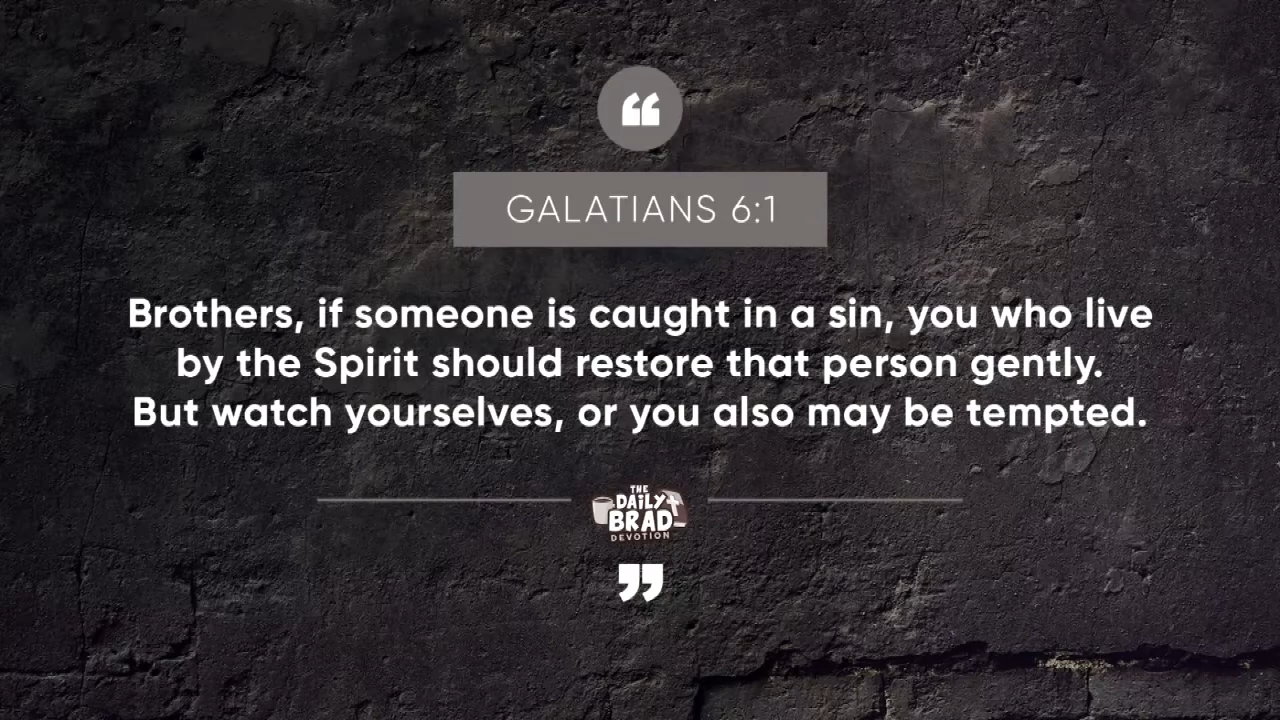 GALATIANS 6:1
Brothers, if someone is caught in a sin, you who live
by the Spirit should restore that person gently.
But watch yourselves, or you also may be tempted.
THE
DAILY
BRAD
DEVOTION